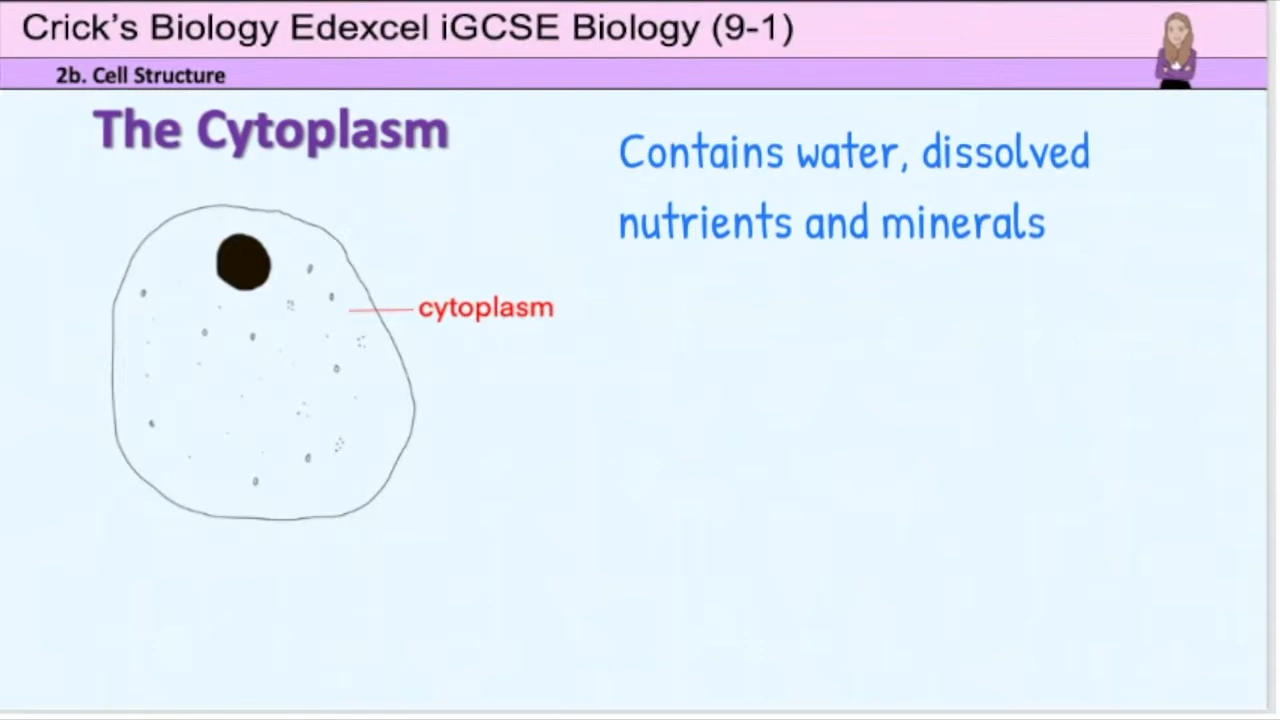 Crick's Biology Edexcel iGCSE Biology (9-1)
2b. Cell Structure
The Cytoplasm
Contains water, dissolved
nutrients and minerals
cytoplasm